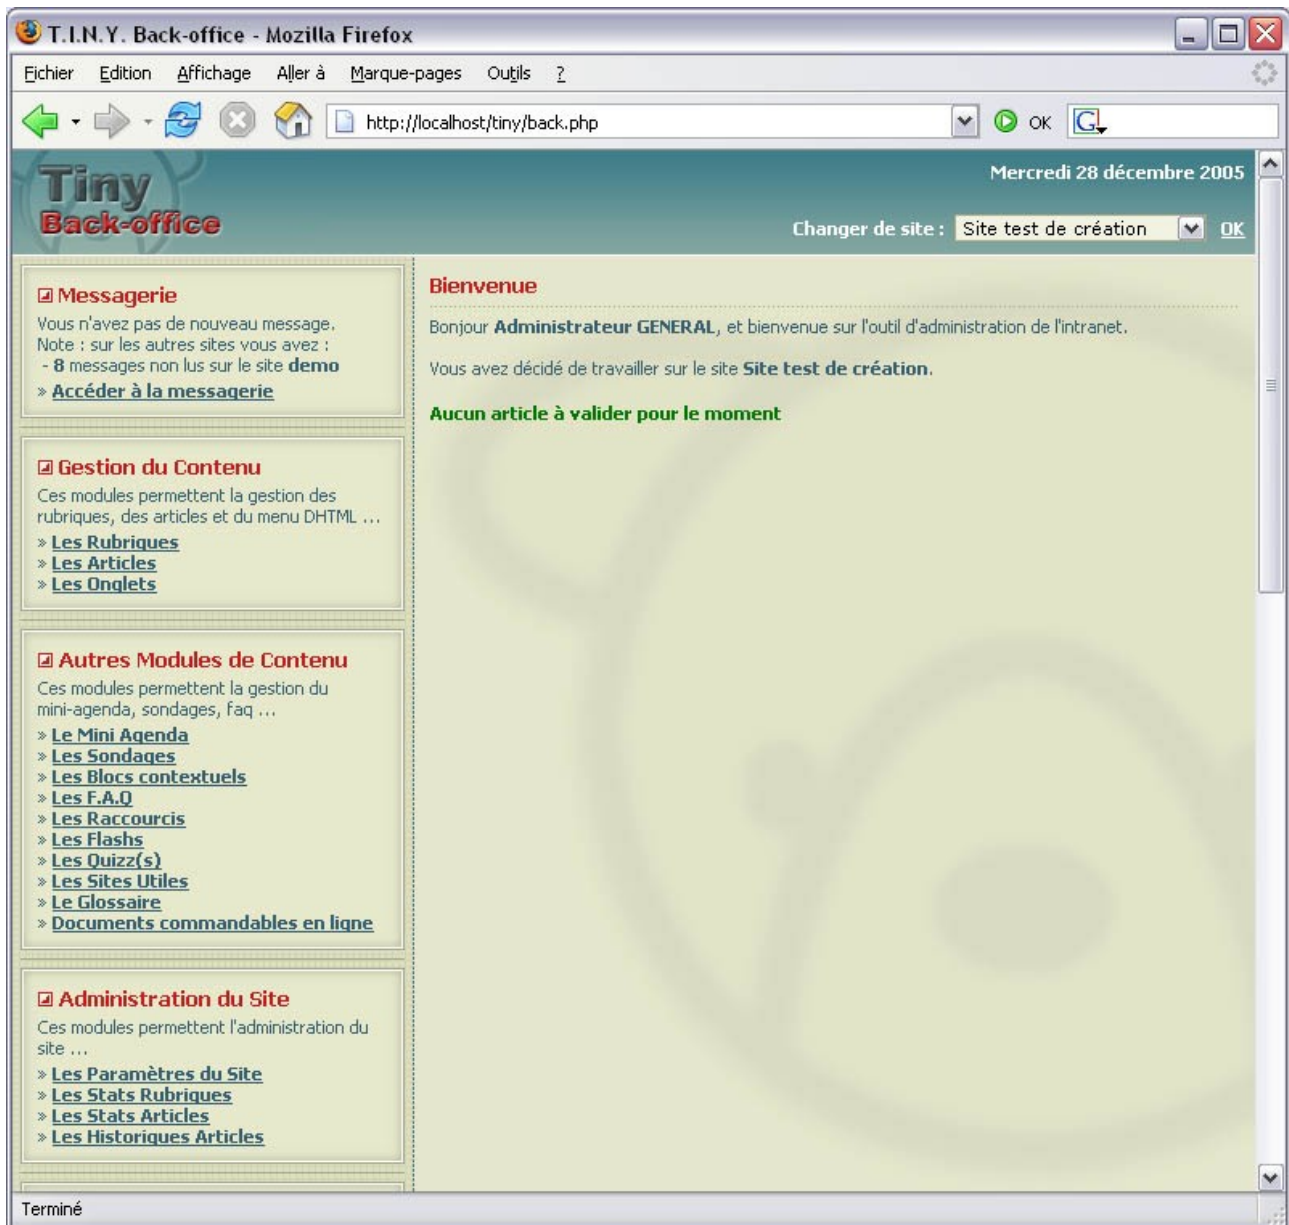 T.I.N.Y. Back-office - Mozilla Firefox
Fichier Edition Affichage Aller à Marque-pages Outils ?
http://localhost/tiny/back.php OK G
Tiny
Back-office
Mercredi 28 décembre 2005
Changer de site : Site test de création OK
Messagerie
Vous n'avez pas de nouveau message.
Note : sur les autres sites vous avez :
- 8 messages non lus sur le site demo
» Accéder à la messagerie
Gestion du Contenu
Ces modules permettent la gestion des
rubriques, des articles et du menu DHTML ...
» Les Rubriques
» Les Articles
» Les Onglets
Autres Modules de Contenu
Ces modules permettent la gestion du
mini-agenda, sondages, faq ...
» Le Mini Agenda
» Les Sondages
» Les Blocs contextuels
» Les F.A.Q
» Les Raccourcis
» Les Flashs
» Les Quizz(s)
» Les Sites Utiles
» Le Glossaire
» Documents commandables en ligne
Administration du Site
Ces modules permettent l'administration du
site ...
» Les Paramètres du Site
» Les Stats Rubriques
» Les Stats Articles
» Les Historiques Articles
Bienvenue
Bonjour Administrateur GENERAL, et bienvenue sur l'outil d'administration de l'intranet.
Vous avez décidé de travailler sur le site Site test de création.
Aucun article à valider pour le moment
Terminé